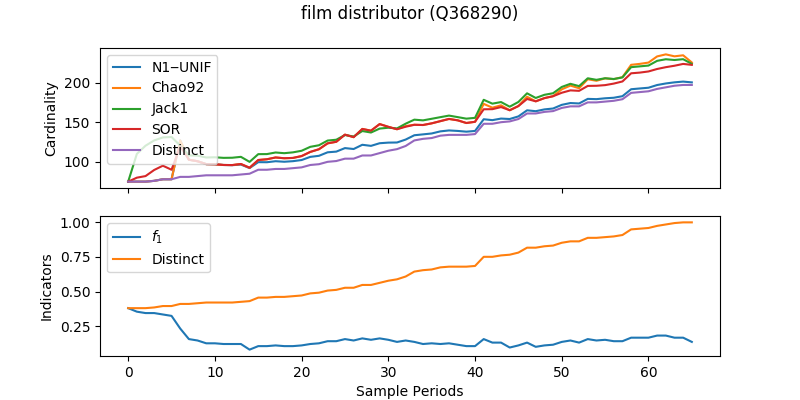 film distributor (Q368290)
Cardinality
200
150
100
N1−UNIF
Chao92
Jack1
SOR
Distinct
Indicators
1.00
0.75
0.50
0.25
f1
Distinct
0 10 20 30 40 50 60
Sample Periods